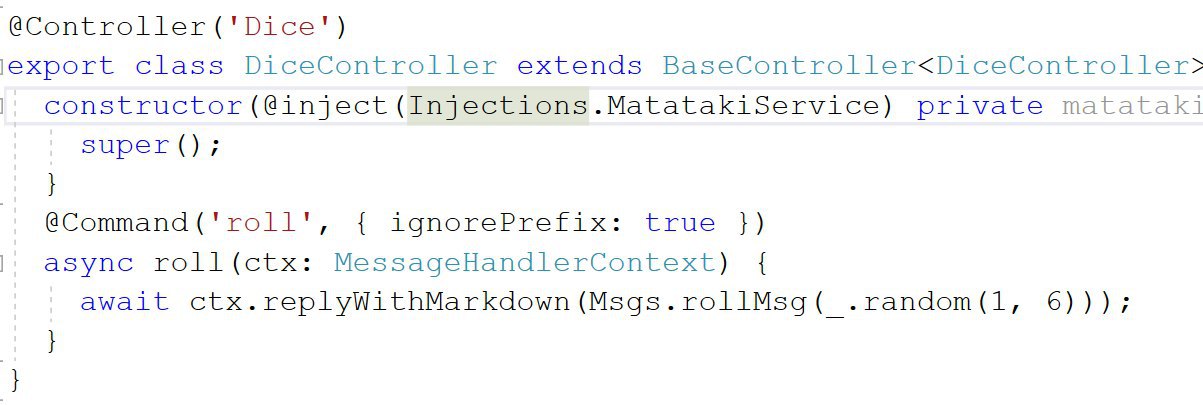 @Controller('Dice')
export class DiceController extends BaseController<DiceController>
constructor(@inject(Injections.MatatakiService) private matataki
super();
}
@Command('roll', { ignorePrefix: true })
async roll(ctx: MessageHandlerContext) {
await ctx.replyWithMarkdown(Msgs.rollMsg(_.random(1, 6)));
}
}